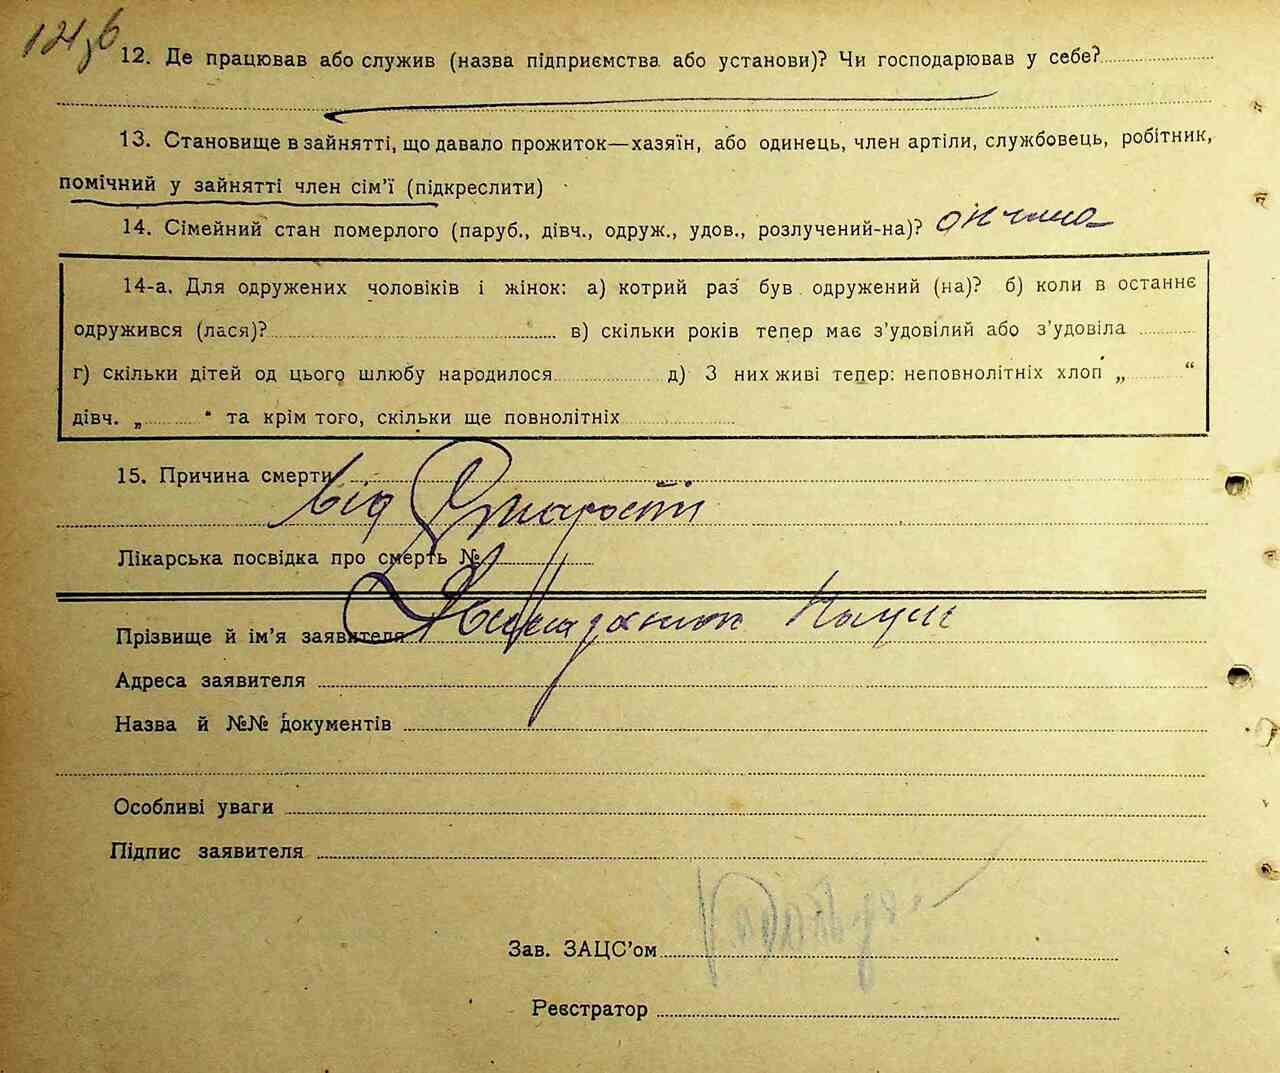 12. Де працював або служив (назва підприємства або установи)? Чи господарював у себе?
13. Становище в зайнятті, що давало прожиток—хазяїн, або одинець, член артіли, службовець, робітник,
помічний у зайнятті член сім'ї (підкреслити)
14. Сімейний стан померлого (паруб., дівч., одруж., удов., розлучений-на)?
14-а. Для одружених чоловіків і жінок: а) котрий раз був одружений (на)? б) коли в останнє
одружився (лася)? в) скільки років тепер має з'удовілий або з'удовіла
г) скільки дітей од цього шлюбу народилося д) З них живі тепер: неповнолітніх хлоп „ “
дівч. „ “ та крім того, скільки ще повнолітніх
15. Причина смерти
від старости
Лікарська посвідка про смерть №
Прізвище й ім'я заявителя
Адреса заявителя
Назва й №№ документів
Особливі уваги
Підпис заявителя
Зав. ЗАЦС'ом
Реєстратор